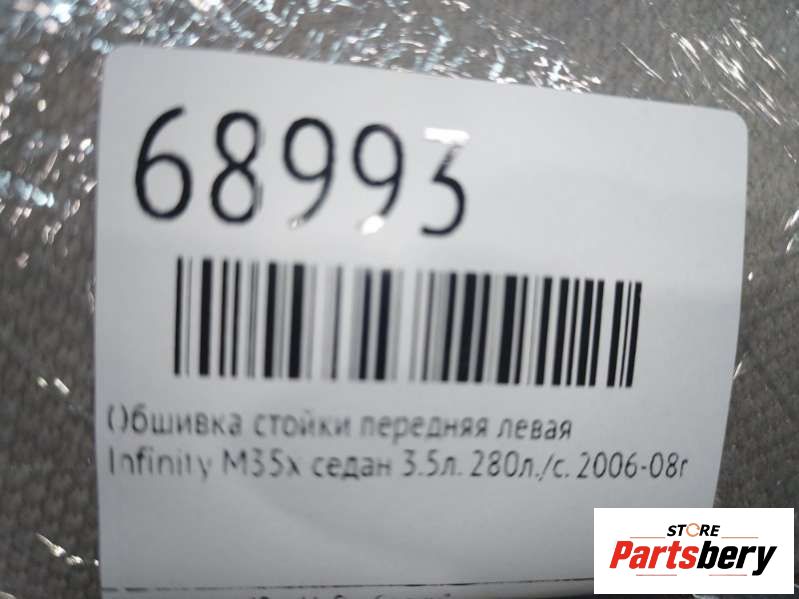 68993
Обшивка стойки передняя левая
Infinity M35x седан 3.5л. 280л./с. 2006-08г
STORE
Partsbery